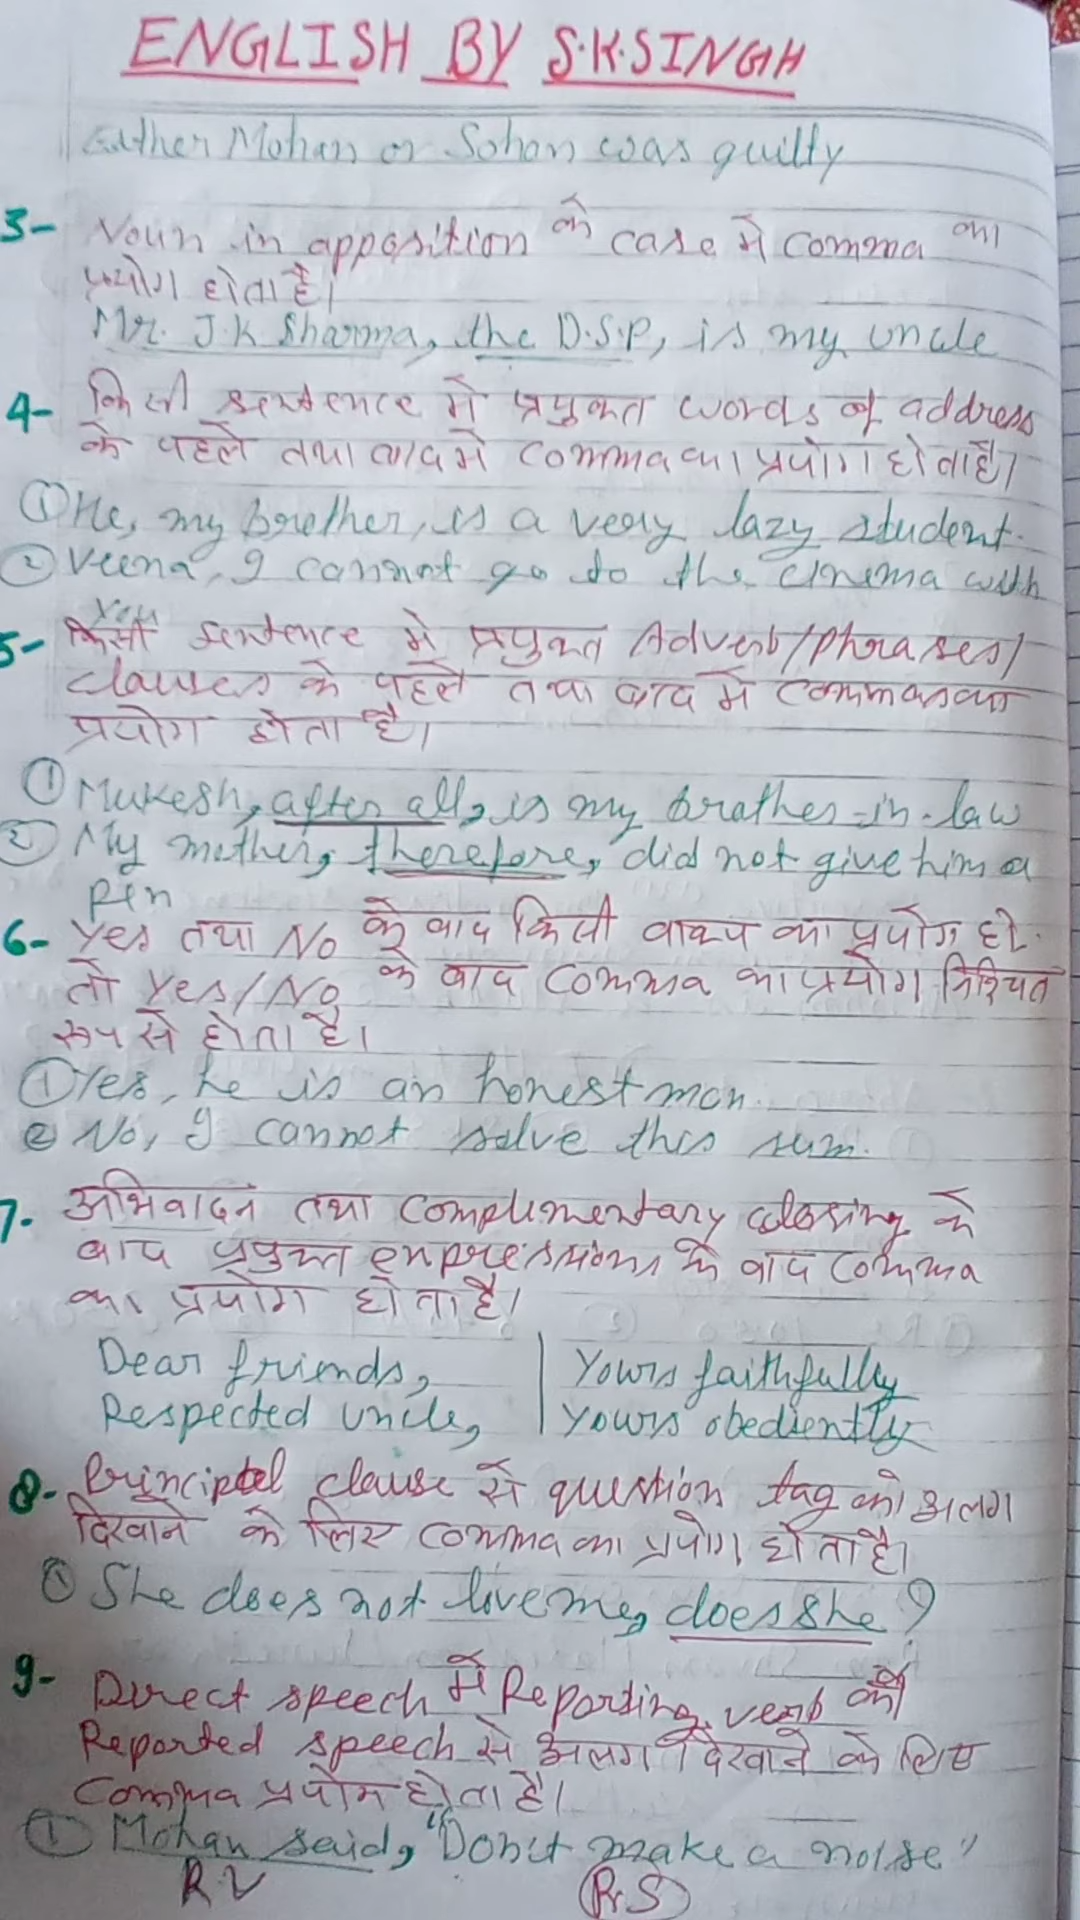 ENGLISH BY S.K.SINGH
Either Mohan or Sohan was guilty
3- Noun in apposition के case में comma का
प्रयोग होता है।
Mr. J.K Sharma, the D.S.P, is my uncle
4- किसी sentence में प्रयुक्त words of address
के पहले तथा बाद में comma का प्रयोग होता है।
① He, my brother, is a very lazy student.
② Veena, I cannot go to the cinema with
you
5- किसी sentence में प्रयुक्त Adverb/phrases/
clauses के पहले तथा बाद में commas का
प्रयोग होता है।
① Mukesh, after all, is my brother-in-law
② My mother, therefore, did not give him a
pen
6- Yes तथा No के बाद किसी वाक्य का प्रयोग हो
तो Yes/No के बाद comma का प्रयोग निश्चित
रूप से होता है।
① Yes, he is an honest man.
② No, I cannot solve this sum.
7. अभिवादन तथा complimentary closing के
बाद प्रयुक्त expressions के बाद comma
का प्रयोग होता है।
Dear friends, | Yours faithfully
Respected uncle, | Yours obediently
8- Principal clause से question tag को अलग
दिखाने के लिए comma का प्रयोग होता है।
① She does not love me, does she?
9- Direct speech में Reporting verb को
Reported speech से अलग दिखाने के लिए
Comma प्रयोग होता है।
① Mohan said, "Don't make a noise"
R V (R.S)